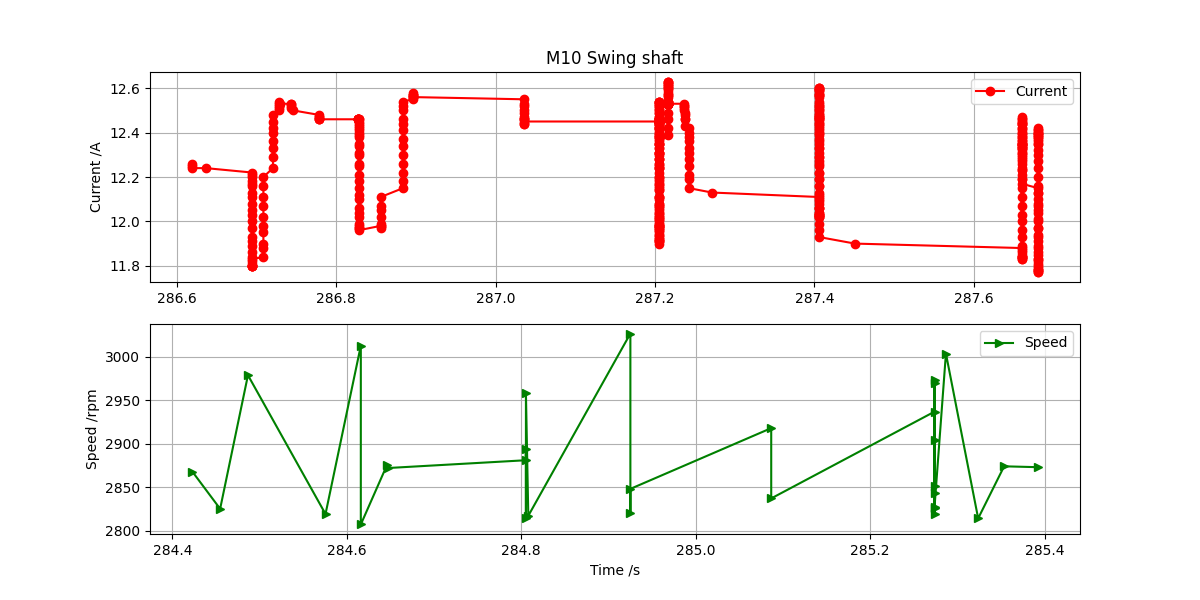 M10 Swing shaft
12.6
12.4
12.2
12.0
11.8
Current /A
Current
286.6 286.8 287.0 287.2 287.4 287.6
3000
2950
2900
2850
2800
Speed /rpm
Speed
284.4 284.6 284.8 285.0 285.2 285.4
Time /s